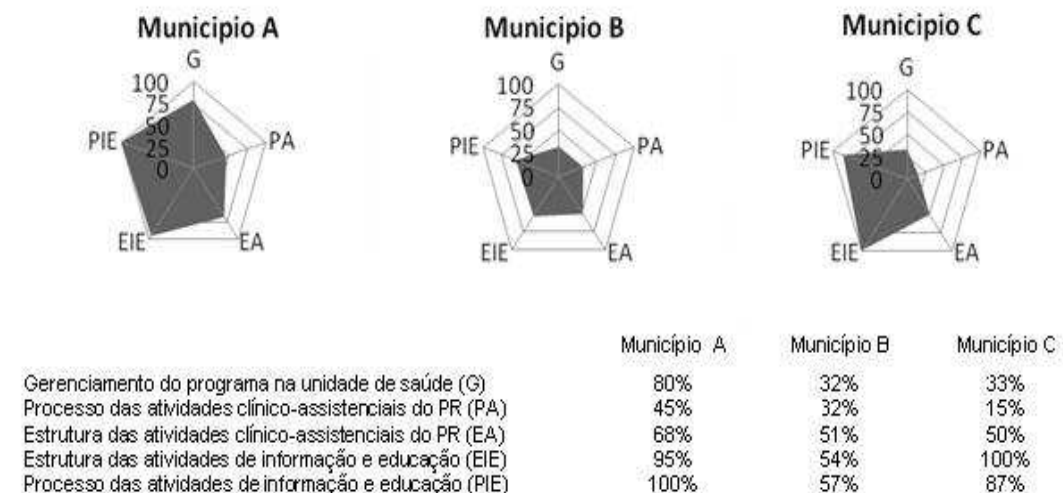 Municipio A
G
100
75
50
25
0
PIE
PA
EIE
EA
Municipio B
G
100
75
50
25
0
PIE
PA
EIE
EA
Municipio C
G
100
75
50
25
0
PIE
PA
EIE
EA
Município A Município B Município C
Gerenciamento do programa na unidade de saúde (G) 80% 32% 33%
Processo das atividades clínico-assistenciais do PR (PA) 45% 32% 15%
Estrutura das atividades clínico-assistenciais do PR (EA) 68% 51% 50%
Estrutura das atividades de informação e educação (EIE) 95% 54% 100%
Processo das atividades de informação e educação (PIE) 100% 57% 87%